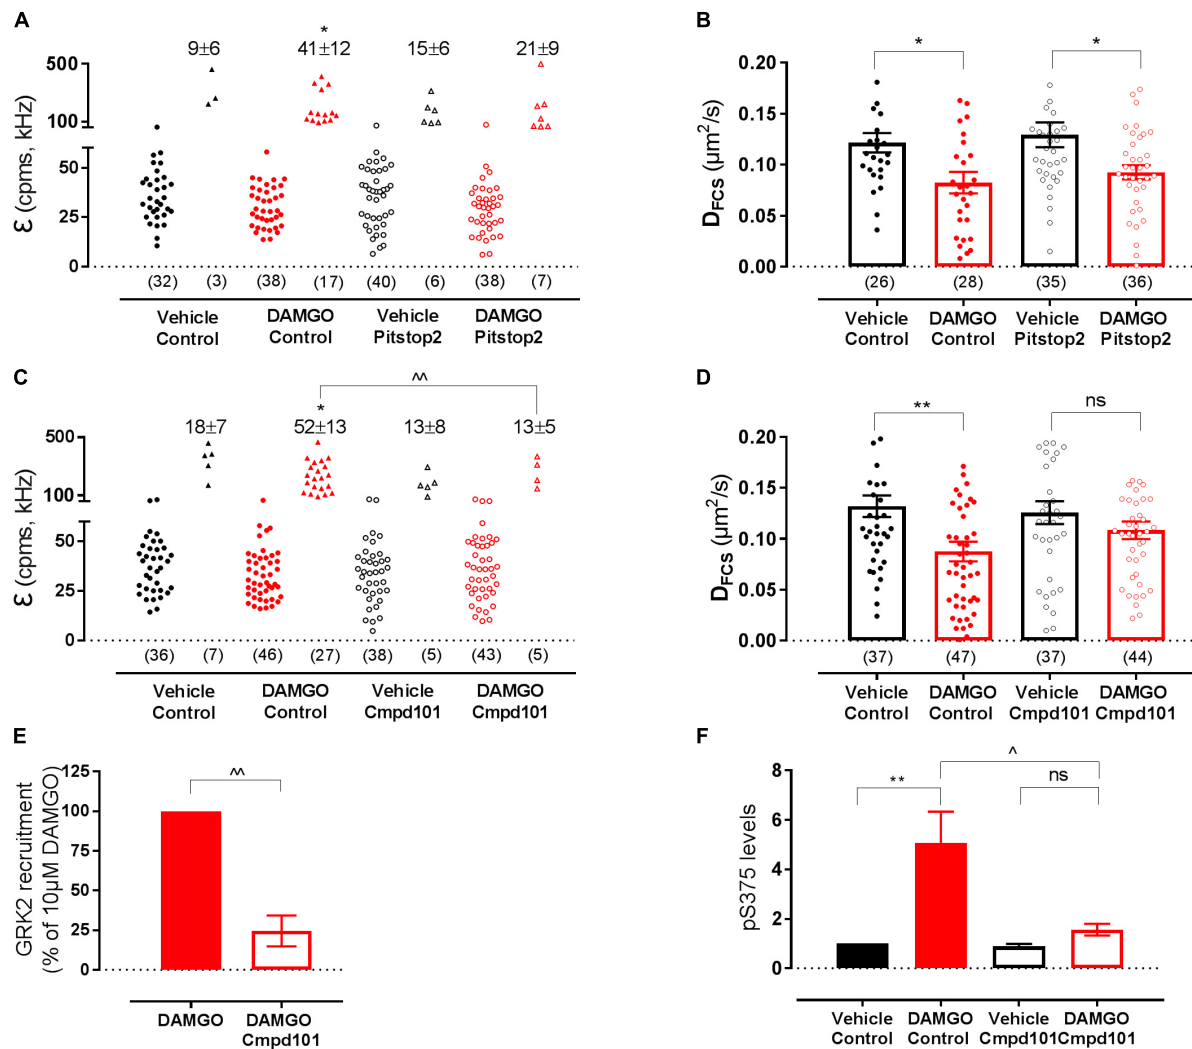 A
*
9±6 41±12 15±6 21±9
500
100
50
25
0
Ɛ (cpms, kHz)
(32) (3) (38) (17) (40) (6) (38) (7)
Vehicle DAMGO Vehicle DAMGO
Control Control Pitstop2 Pitstop2
B
* *
0.20
0.15
0.10
0.05
0.00
DFCS (µm2/s)
(26) (28) (35) (36)
Vehicle DAMGO Vehicle DAMGO
Control Control Pitstop2 Pitstop2
C
^^
*
18±7 52±13 13±8 13±5
500
100
50
25
0
Ɛ (cpms, kHz)
(36) (7) (46) (27) (38) (5) (43) (5)
Vehicle DAMGO Vehicle DAMGO
Control Control Cmpd101 Cmpd101
D
** ns
0.20
0.15
0.10
0.05
0.00
DFCS (µm2/s)
(37) (47) (37) (44)
Vehicle DAMGO Vehicle DAMGO
Control Control Cmpd101 Cmpd101
E
^^
125
100
75
50
25
0
GRK2 recruitment
(% of 10µM DAMGO)
DAMGO DAMGO
Cmpd101
F
^
** ns
8
6
4
2
0
pS375 levels
Vehicle DAMGO Vehicle DAMGO
Control Control Cmpd101 Cmpd101